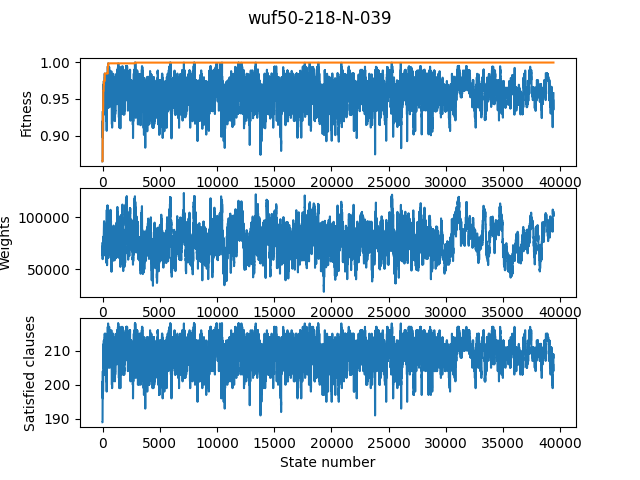 wuf50-218-N-039
1.00
0.95
0.90
Fitness
0 5000 10000 15000 20000 25000 30000 35000 40000
100000
50000
Weights
0 5000 10000 15000 20000 25000 30000 35000 40000
210
200
190
Satisfied clauses
0 5000 10000 15000 20000 25000 30000 35000 40000
State number